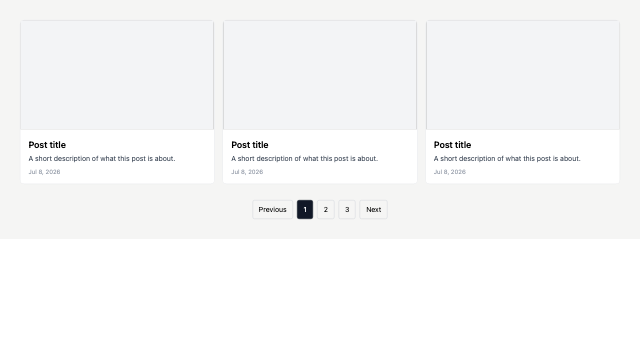 Post title
A short description of what this post is about.
Jul 8, 2026
Post title
A short description of what this post is about.
Jul 8, 2026
Post title
A short description of what this post is about.
Jul 8, 2026
Previous 1 2 3 Next